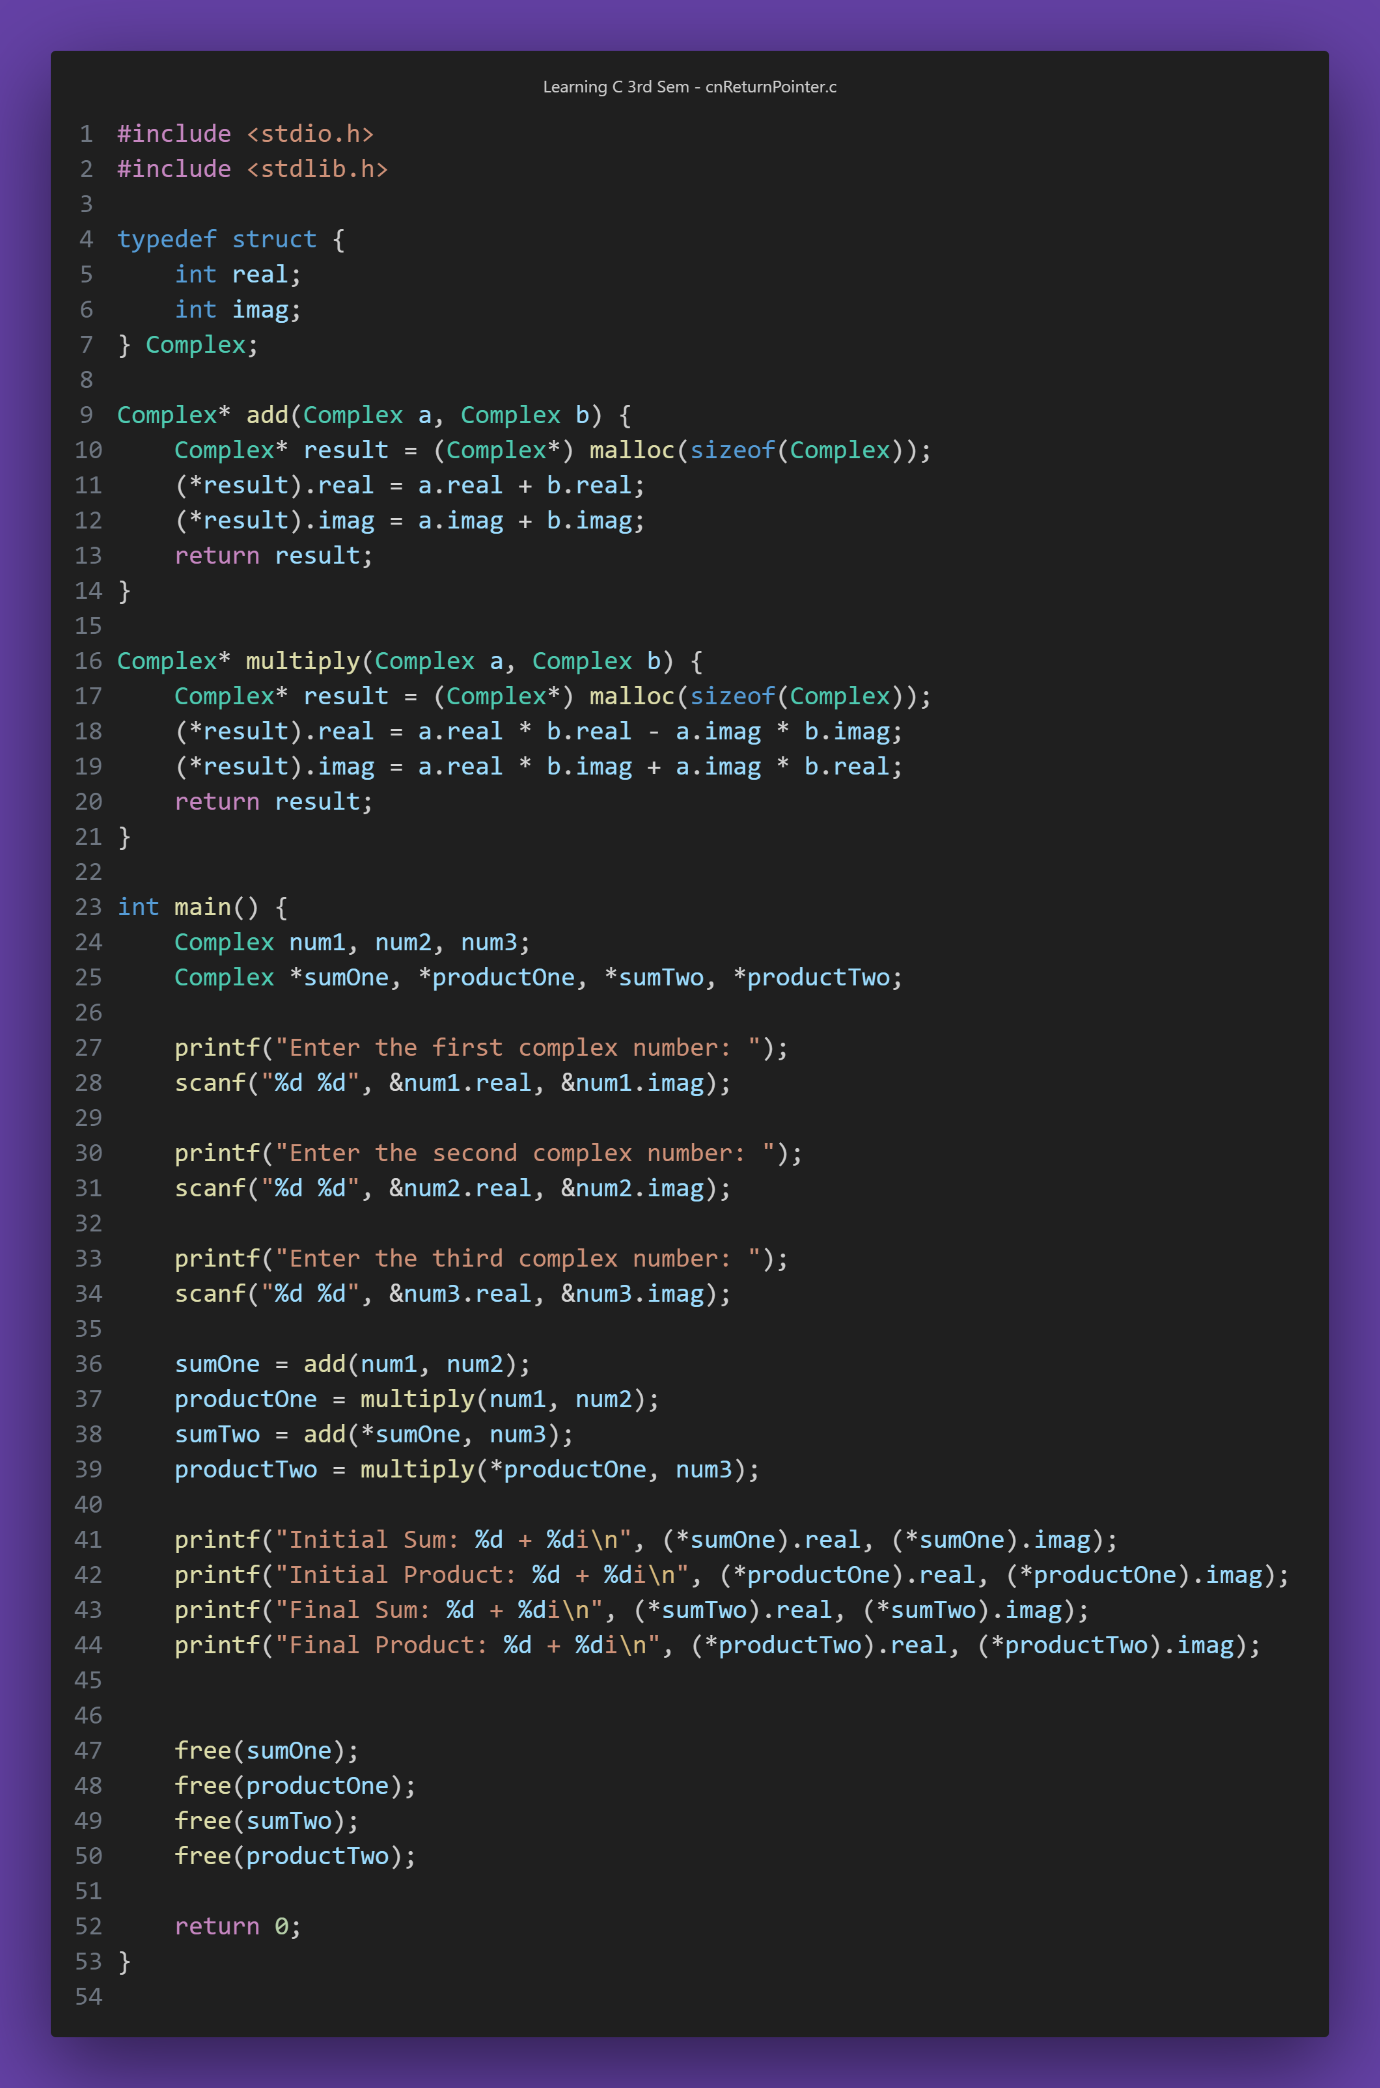 Learning C 3rd Sem - cnReturnPointer.c
1 #include <stdio.h>
2 #include <stdlib.h>
3
4 typedef struct {
5     int real;
6     int imag;
7 } Complex;
8
9 Complex* add(Complex a, Complex b) {
10     Complex* result = (Complex*) malloc(sizeof(Complex));
11     (*result).real = a.real + b.real;
12     (*result).imag = a.imag + b.imag;
13     return result;
14 }
15
16 Complex* multiply(Complex a, Complex b) {
17     Complex* result = (Complex*) malloc(sizeof(Complex));
18     (*result).real = a.real * b.real - a.imag * b.imag;
19     (*result).imag = a.real * b.imag + a.imag * b.real;
20     return result;
21 }
22
23 int main() {
24     Complex num1, num2, num3;
25     Complex *sumOne, *productOne, *sumTwo, *productTwo;
26
27     printf("Enter the first complex number: ");
28     scanf("%d %d", &num1.real, &num1.imag);
29
30     printf("Enter the second complex number: ");
31     scanf("%d %d", &num2.real, &num2.imag);
32
33     printf("Enter the third complex number: ");
34     scanf("%d %d", &num3.real, &num3.imag);
35
36     sumOne = add(num1, num2);
37     productOne = multiply(num1, num2);
38     sumTwo = add(*sumOne, num3);
39     productTwo = multiply(*productOne, num3);
40
41     printf("Initial Sum: %d + %di\n", (*sumOne).real, (*sumOne).imag);
42     printf("Initial Product: %d + %di\n", (*productOne).real, (*productOne).imag);
43     printf("Final Sum: %d + %di\n", (*sumTwo).real, (*sumTwo).imag);
44     printf("Final Product: %d + %di\n", (*productTwo).real, (*productTwo).imag);
45
46
47     free(sumOne);
48     free(productOne);
49     free(sumTwo);
50     free(productTwo);
51
52     return 0;
53 }
54